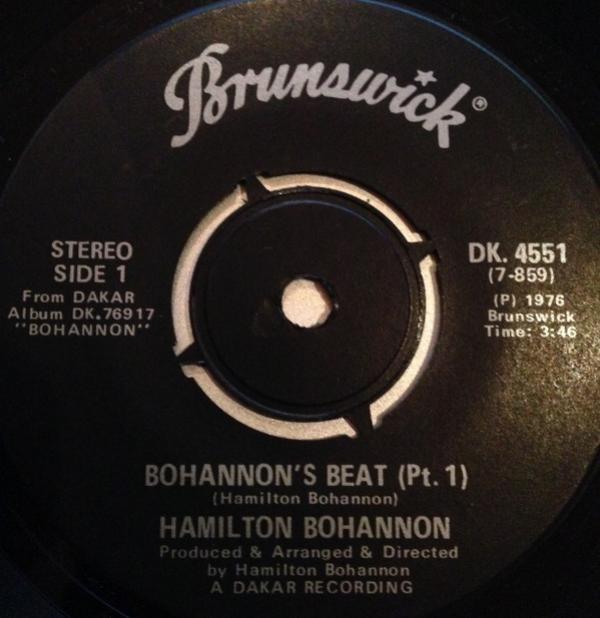 Brunswick®
STEREO
SIDE 1
From DAKAR
Album DK.76917
"BOHANNON"
DK. 4551
(7-859)
(P) 1976
Brunswick
Time: 3:46
BOHANNON'S BEAT (Pt. 1)
(Hamilton Bohannon)
HAMILTON BOHANNON
Produced & Arranged & Directed
by Hamilton Bohannon
A DAKAR RECORDING